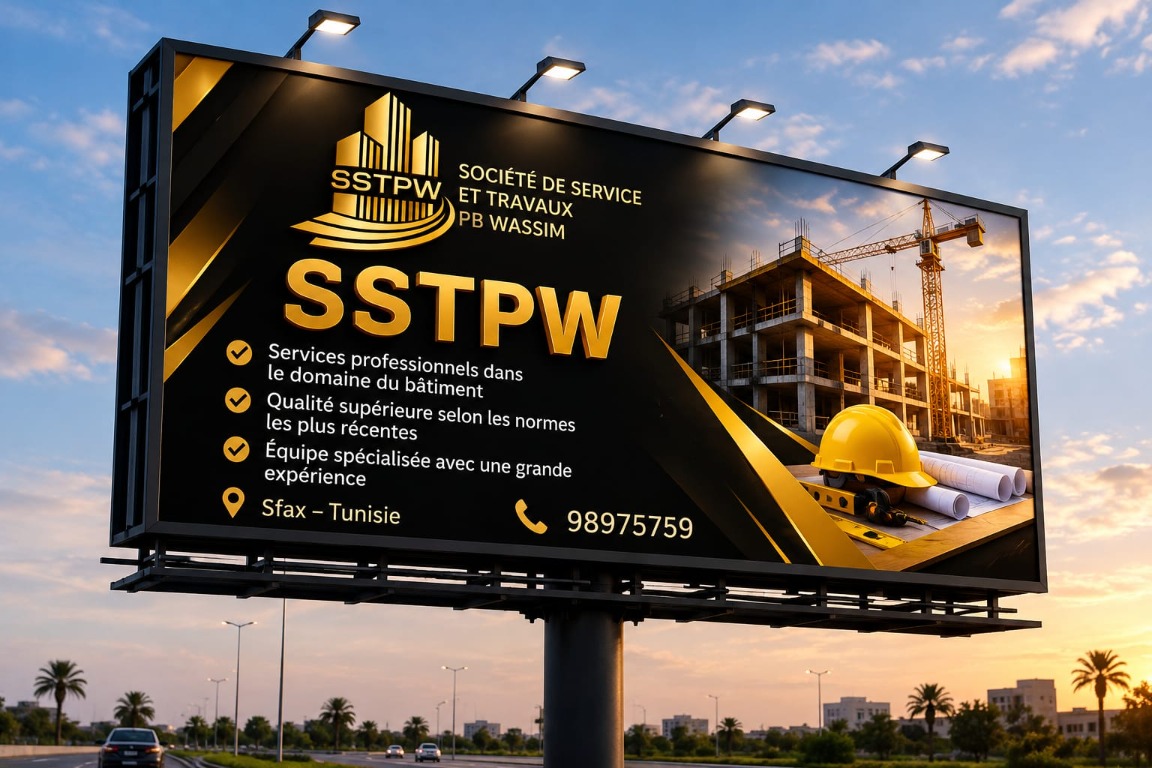 SSTPW
SOCIÉTÉ DE SERVICE
ET TRAVAUX
PB WASSIM
SSTPW
Services professionnels dans
le domaine du bâtiment
Qualité supérieure selon les normes
les plus récentes
Équipe spécialisée avec une grande
expérience
Sfax – Tunisie
98975759